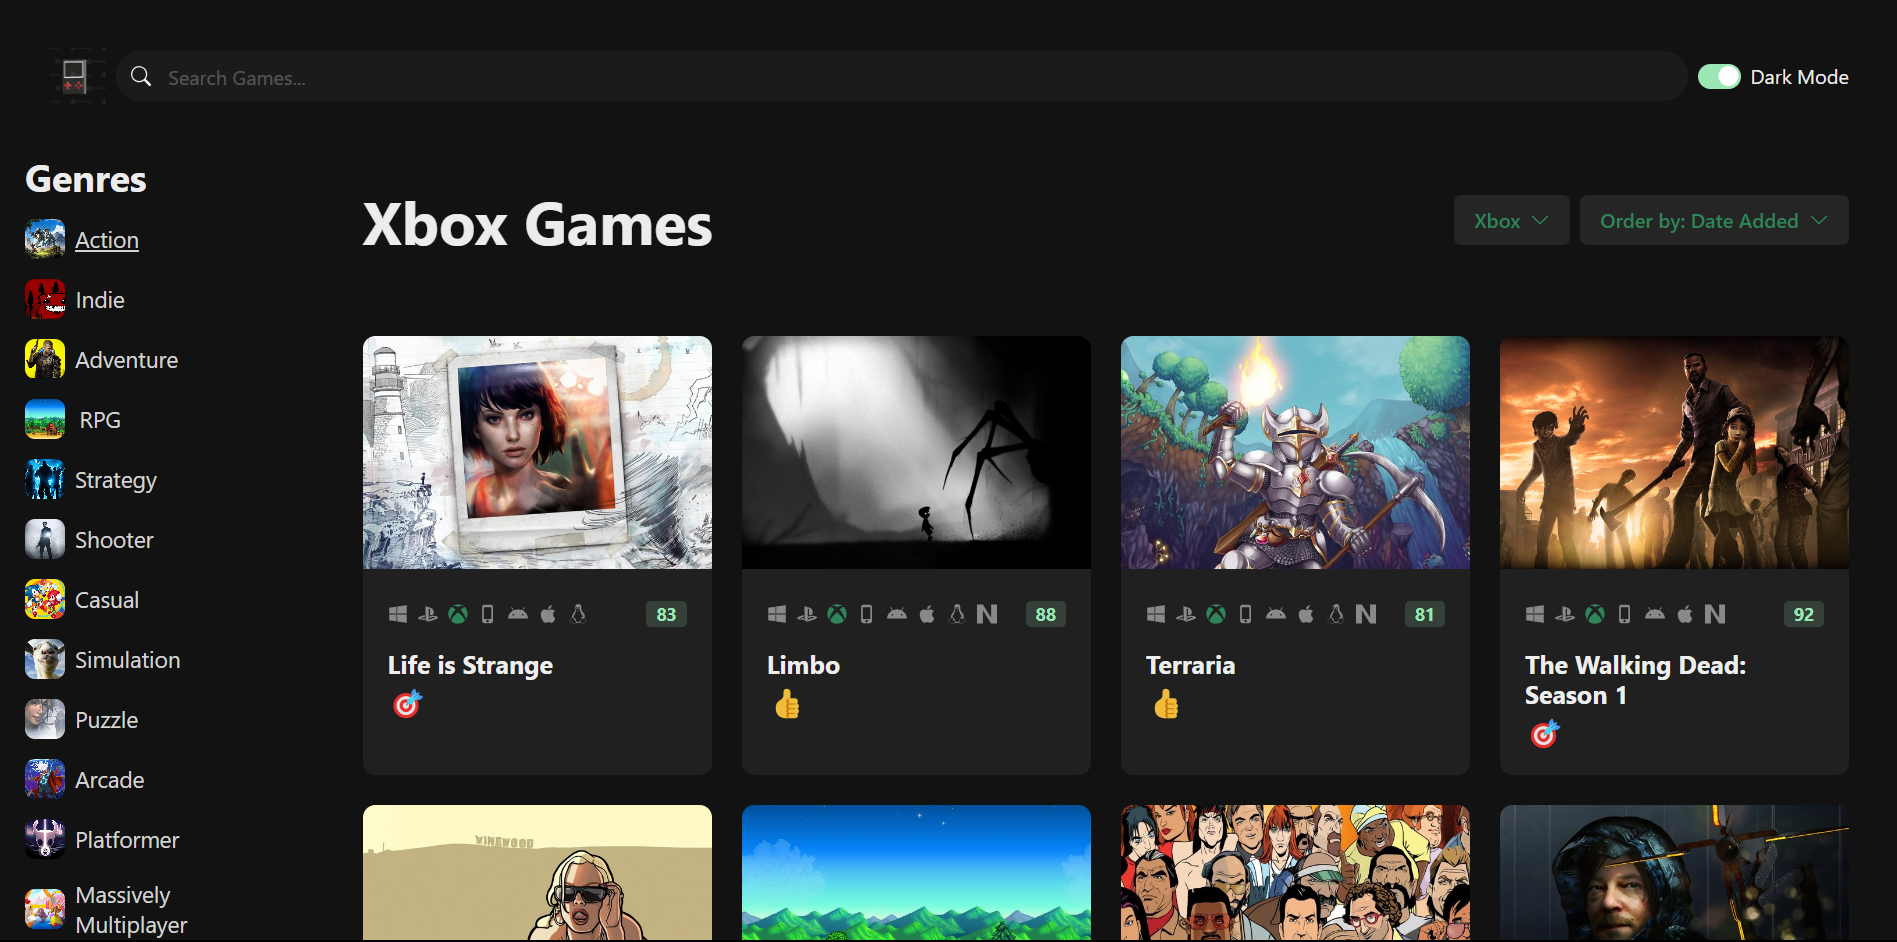 Search Games...
Dark Mode
Genres
Action
Indie
Adventure
RPG
Strategy
Shooter
Casual
Simulation
Puzzle
Arcade
Platformer
Massively
Multiplayer
Xbox Games
Xbox
Order by: Date Added
83
Life is Strange
88
Limbo
81
Terraria
92
The Walking Dead:
Season 1
VINEWOOD